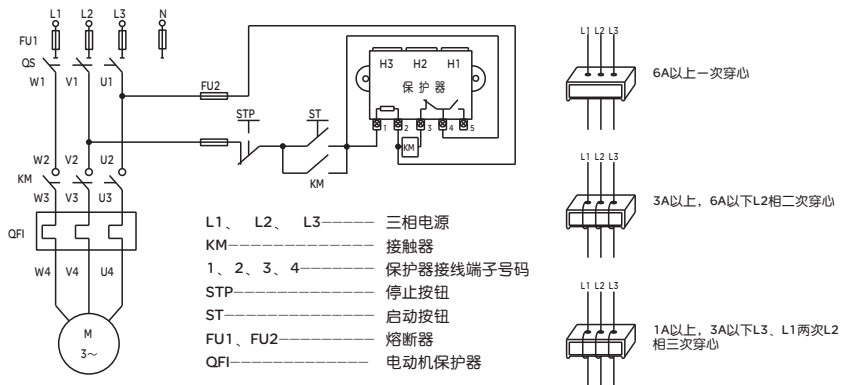 L1 L2 L3 N
FU1
QS
W1 V1 U1
FU2
STP ST
KM
H3 H2 H1
保护器
1 2 3 4 5
KM
W2 V2 U2
KM
W3 V3 U3
QFI
W4 V4 U4
M
3~
L1、 L2、 L3------ 三相电源
KM-------------- 接触器
1、2、3、4------- 保护器接线端子号码
STP-------------- 停止按钮
ST-------------- 启动按钮
FU1、FU2--------- 熔断器
QFI-------------- 电动机保护器
L1 L2 L3
6A以上一次穿心
L1 L2 L3
3A以上，6A以下L2相二次穿心
L1 L2 L3
1A以上，3A以下L3、L1两次L2
相三次穿心